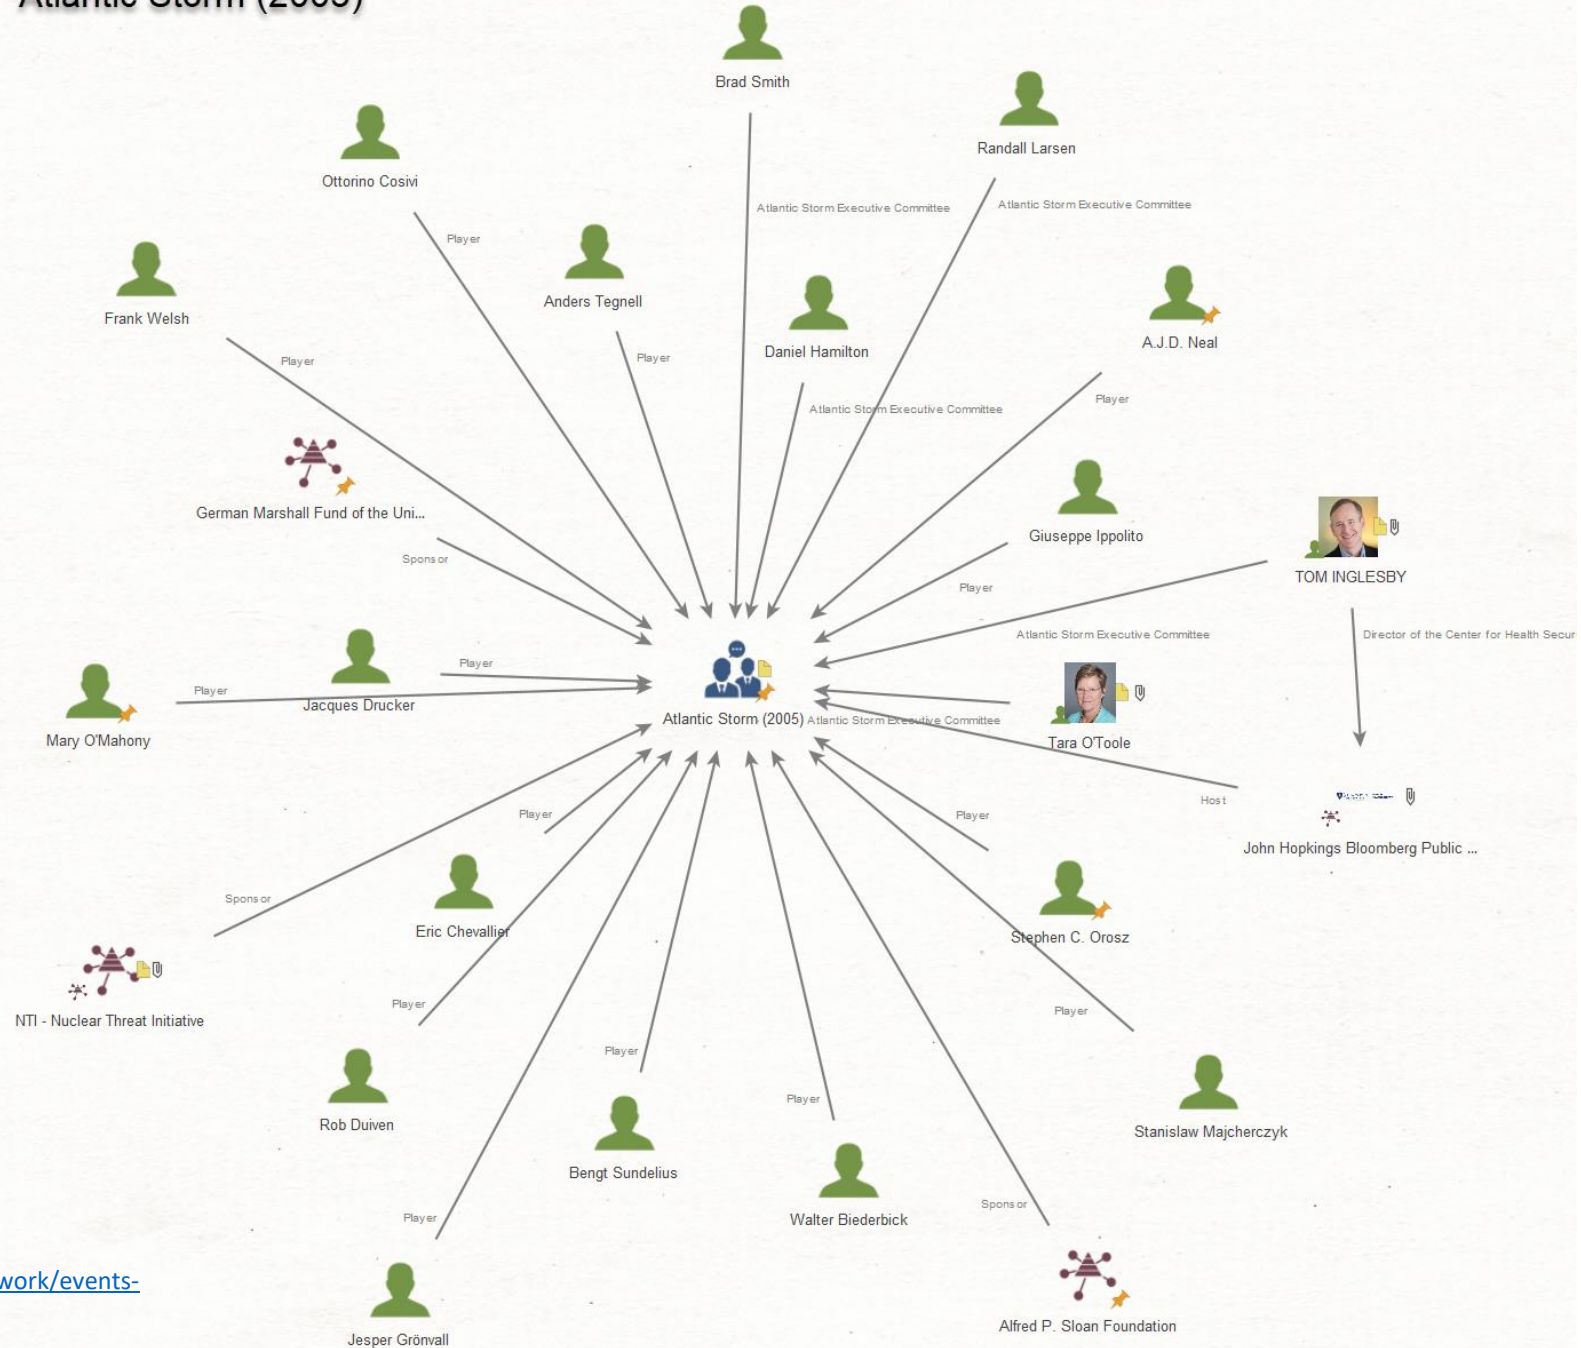 Atlantic Storm (2005)
Brad Smith
Randall Larsen
Ottorino Cosivi
Atlantic Storm Executive Committee
Atlantic Storm Executive Committee
Player
Anders Tegnell
Frank Welsh
Daniel Hamilton
A.J.D. Neal
Player
Player
Player
Atlantic Storm Executive Committee
German Marshall Fund of the Uni...
Giuseppe Ippolito
Sponsor
TOM INGLESBY
Player
Atlantic Storm Executive Committee
Director of the Center for Health Secur
Player
Player
Jacques Drucker
Mary O'Mahony
Atlantic Storm (2005)
Atlantic Storm Executive Committee
Tara O'Toole
Host
Player
Player
John Hopkings Bloomberg Public ...
Sponsor
Eric Chevallier
Stephen C. Orosz
NTI - Nuclear Threat Initiative
Player
Player
Player
Rob Duiven
Player
Stanislaw Majcherczyk
Bengt Sundelius
Walter Biederbick
Sponsor
Player
work/events-
Alfred P. Sloan Foundation
Jesper Grönvall